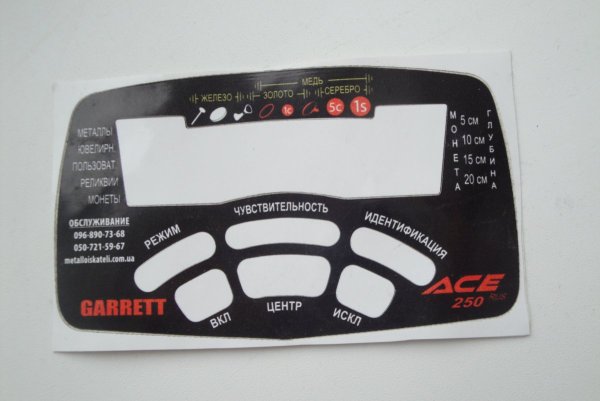 МЕДЬ
ЖЕЛЕЗО ЗОЛОТО СЕРЕБРО
1c 5c 1s
МЕТАЛЛЫ
ЮВЕЛИРН.
ПОЛЬЗОВАТ.
РЕЛИКВИИ
МОНЕТЫ
МОНЕТА
5 СМ
10 СМ
15 СМ
20 СМ
ГЛУБИНА
ОБСЛУЖИВАНИЕ
096-890-73-68
050-721-59-67
metalloiskateli.com.ua
РЕЖИМ
ЧУВСТВИТЕЛЬНОСТЬ
ИДЕНТИФИКАЦИЯ
GARRETT
ВКЛ
ЦЕНТР
ИСКЛ
ACE
250 RUS